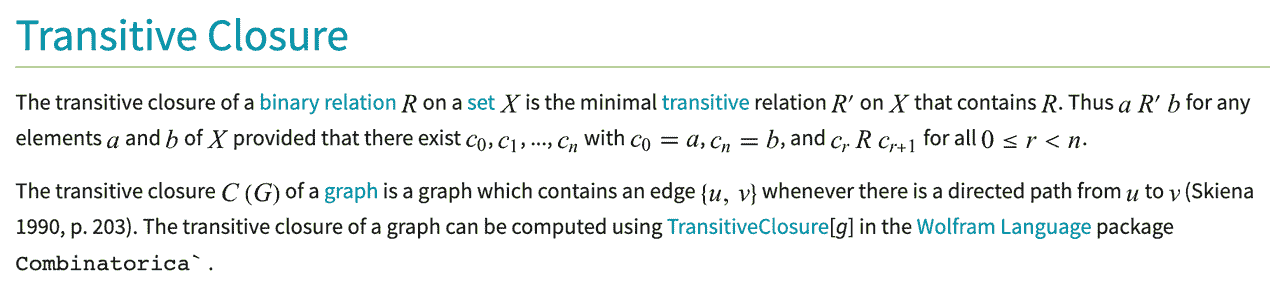 Transitive Closure
The transitive closure of a binary relation R on a set X is the minimal transitive relation R′ on X that contains R. Thus a R′ b for any
elements a and b of X provided that there exist c₀, c₁, ..., cₙ with c₀ = a, cₙ = b, and cᵣ R cᵣ₊₁ for all 0 ≤ r < n.
The transitive closure C (G) of a graph is a graph which contains an edge {u, v} whenever there is a directed path from u to v (Skiena
1990, p. 203). The transitive closure of a graph can be computed using TransitiveClosure[g] in the Wolfram Language package
Combinatorica` .